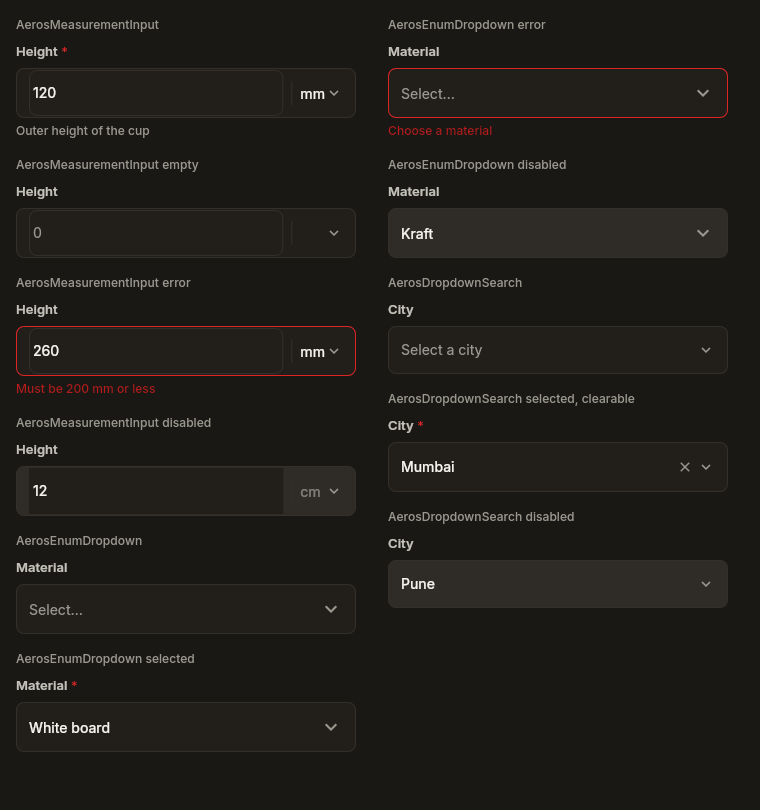 AerosMeasurementInput
Height *
120
mm
Outer height of the cup
AerosMeasurementInput empty
Height
0
AerosMeasurementInput error
Height
260
mm
Must be 200 mm or less
AerosMeasurementInput disabled
Height
12
cm
AerosEnumDropdown
Material
Select...
AerosEnumDropdown selected
Material *
White board
AerosEnumDropdown error
Material
Select...
Choose a material
AerosEnumDropdown disabled
Material
Kraft
AerosDropdownSearch
City
Select a city
AerosDropdownSearch selected, clearable
City *
Mumbai
AerosDropdownSearch disabled
City
Pune